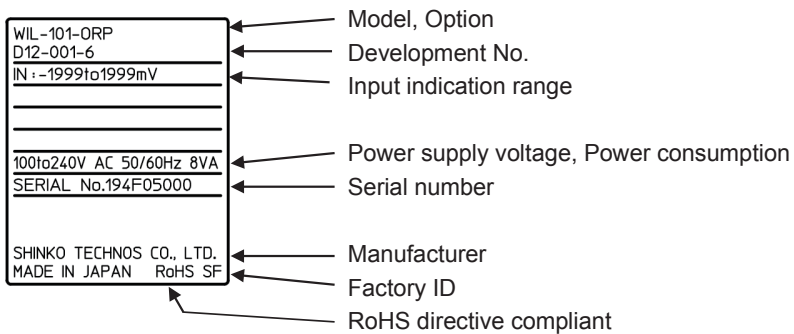 WIL-101-ORP
D12-001-6
IN :-1999to1999mV
100to240V AC 50/60Hz 8VA
SERIAL No.194F05000
SHINKO TECHNOS CO., LTD.
MADE IN JAPAN RoHS SF
Model, Option
Development No.
Input indication range
Power supply voltage, Power consumption
Serial number
Manufacturer
Factory ID
RoHS directive compliant